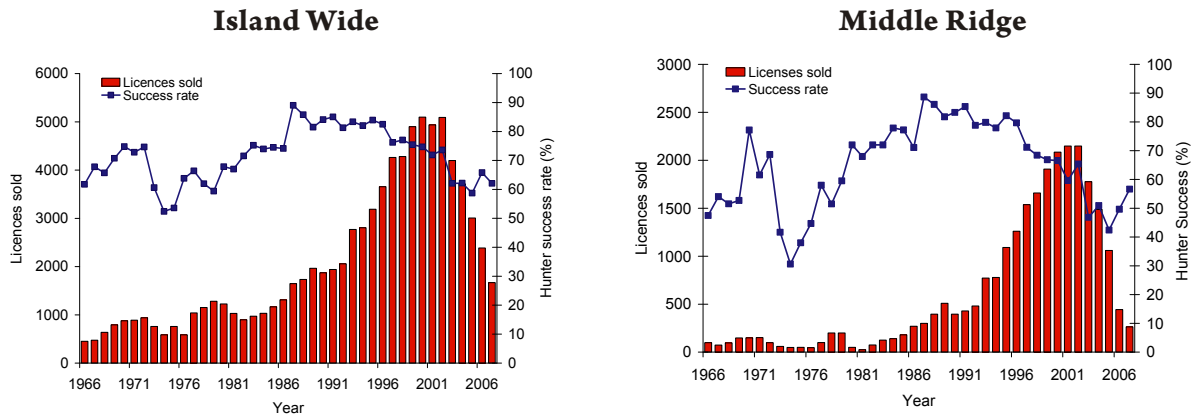 Island Wide
6000
5000
4000
3000
2000
1000
0
Licences sold
100
90
80
70
60
50
40
30
20
10
0
Hunter success rate (%)
Licences sold
Success rate
1966 1971 1976 1981 1986 1991 1996 2001 2006
Year
Middle Ridge
3000
2500
2000
1500
1000
500
0
Licences sold
100
90
80
70
60
50
40
30
20
10
0
Hunter Success rate (%)
Licenses sold
Success rate
1966 1971 1976 1981 1986 1991 1996 2001 2006
Year